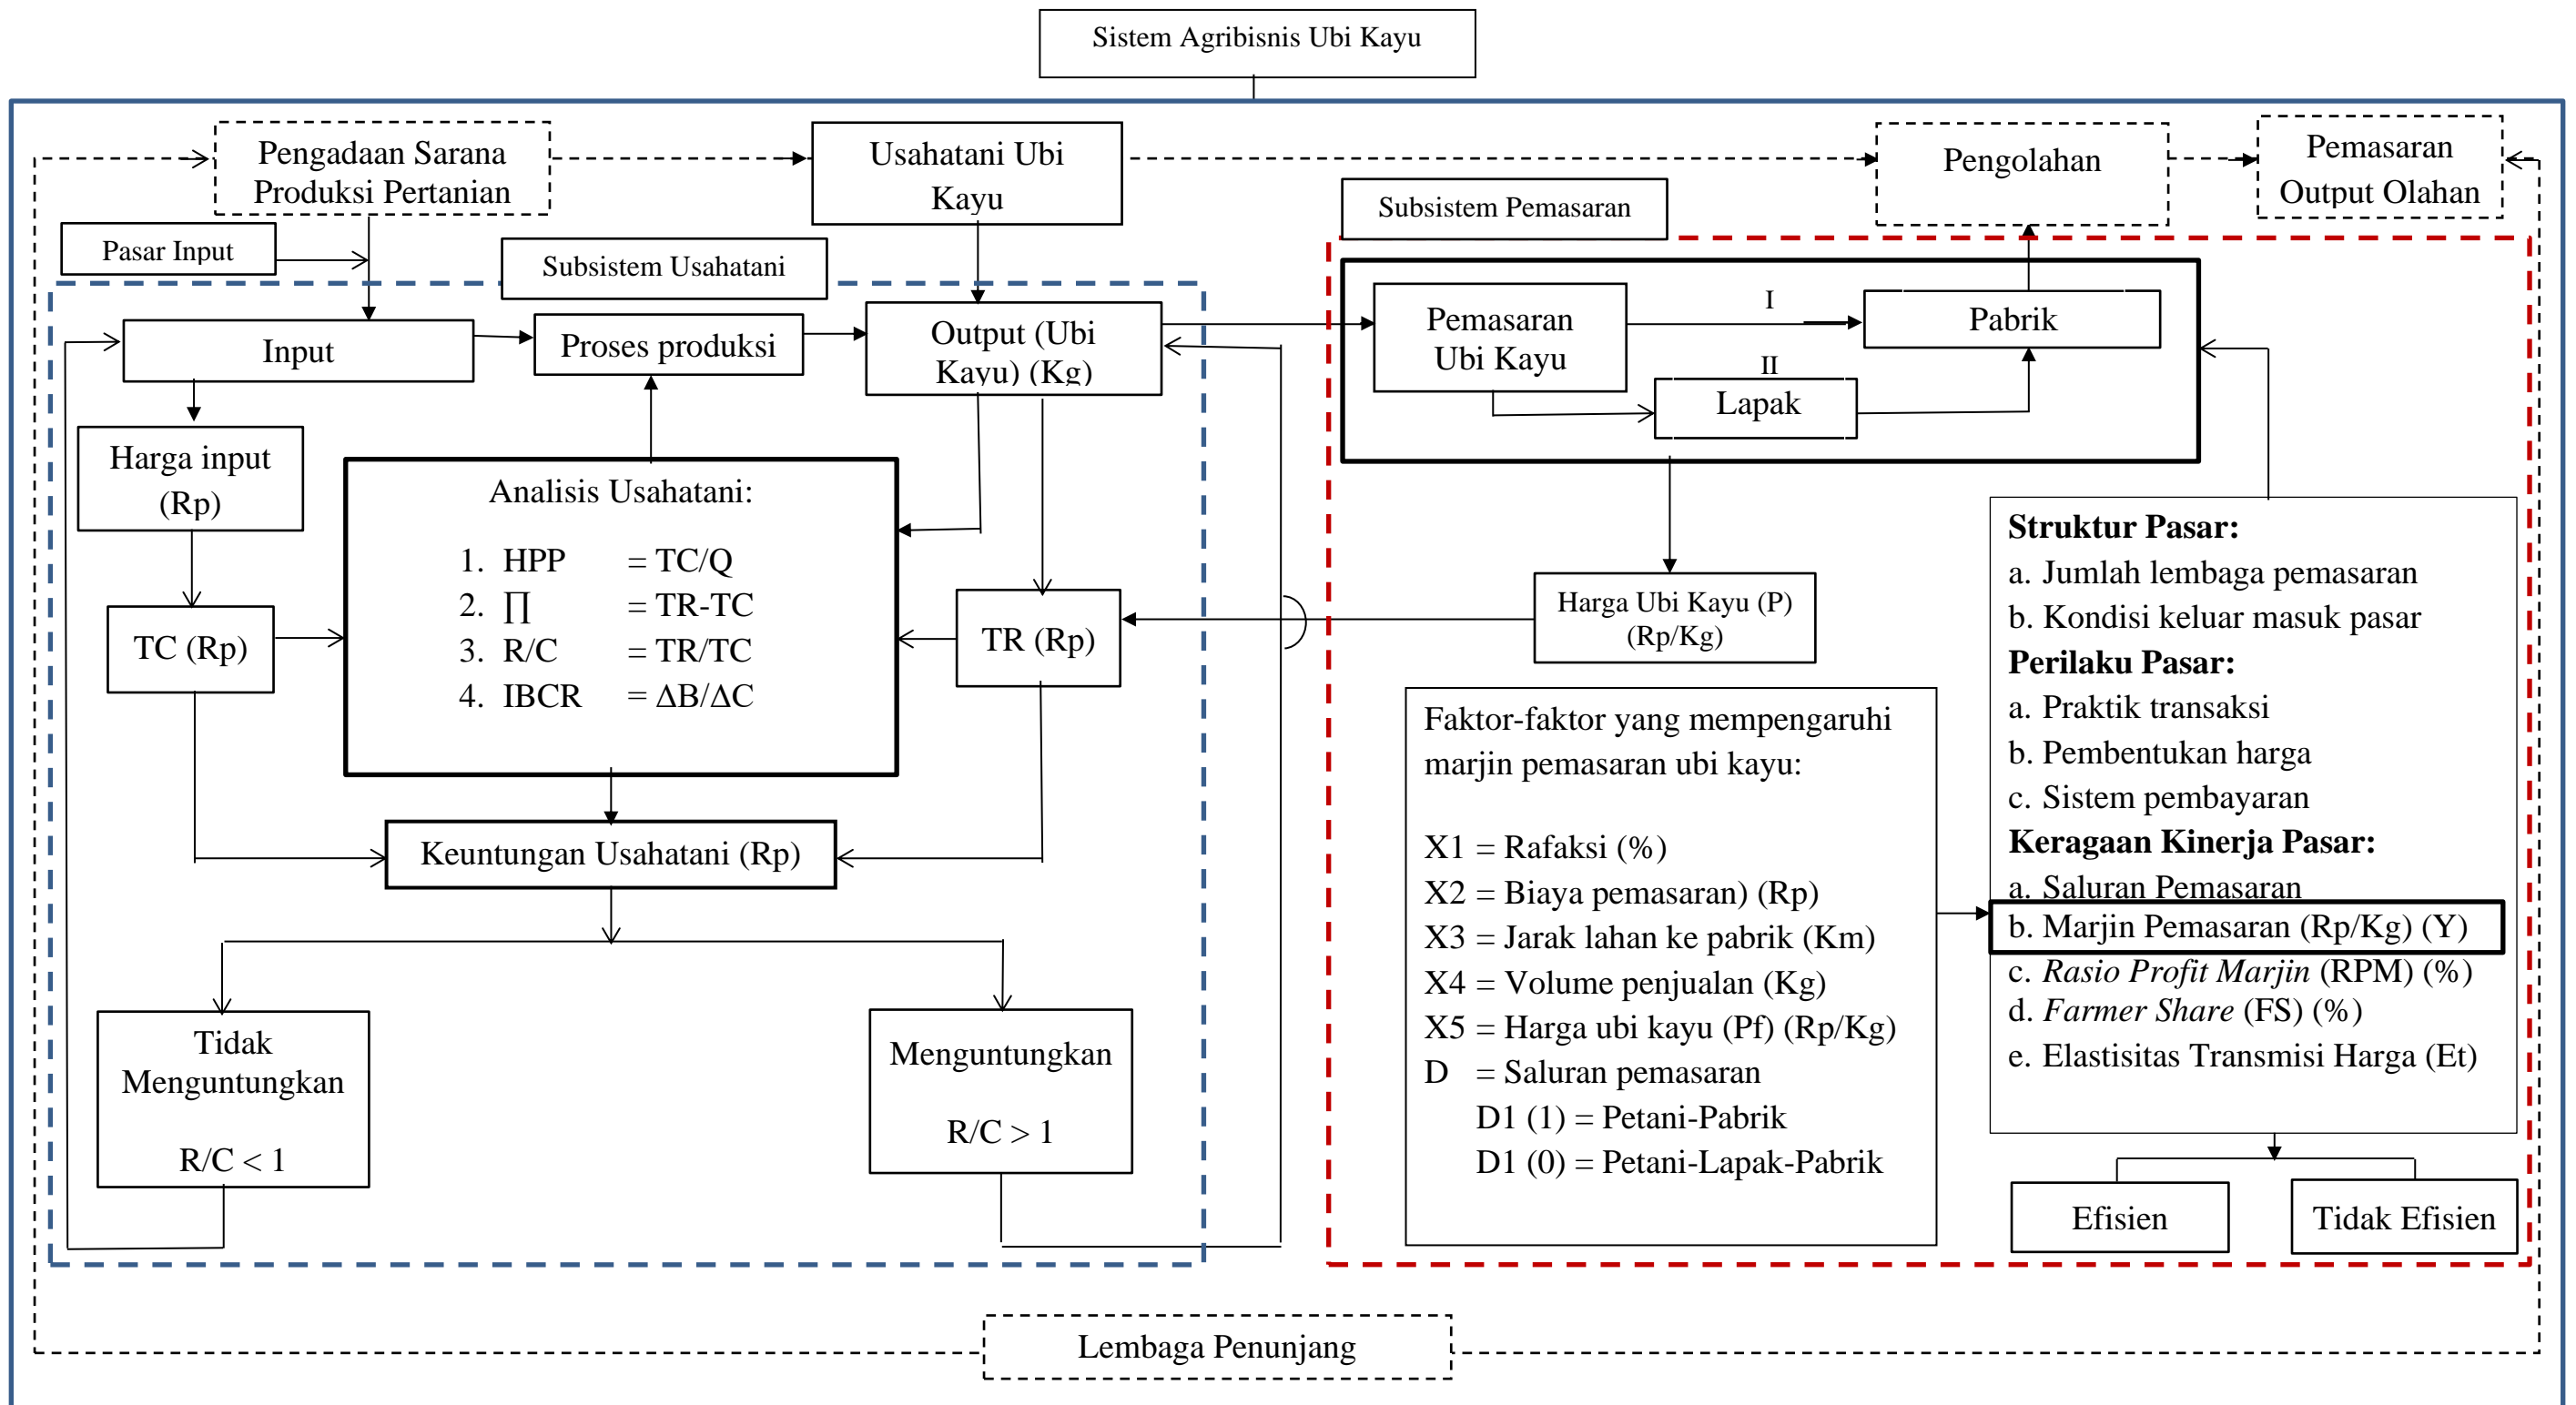 Sistem Agribisnis Ubi Kayu
Pengadaan Sarana
Produksi Pertanian
Usahatani Ubi
Kayu
Pengolahan
Pemasaran
Output Olahan
Pasar Input
Subsistem Usahatani
Subsistem Pemasaran
Input
Proses produksi
Output (Ubi
Kayu) (Kg)
Pemasaran
Ubi Kayu
I
Pabrik
II
Lapak
Harga input
(Rp)
Analisis Usahatani:
1. HPP = TC/Q
2. ∏ = TR-TC
3. R/C = TR/TC
4. IBCR = ΔB/ΔC
TC (Rp)
TR (Rp)
Harga Ubi Kayu (P)
(Rp/Kg)
Keuntungan Usahatani (Rp)
Tidak
Menguntungkan
R/C < 1
Menguntungkan
R/C > 1
Faktor-faktor yang mempengaruhi
marjin pemasaran ubi kayu:
X1 = Rafaksi (%)
X2 = Biaya pemasaran) (Rp)
X3 = Jarak lahan ke pabrik (Km)
X4 = Volume penjualan (Kg)
X5 = Harga ubi kayu (Pf) (Rp/Kg)
D = Saluran pemasaran
D1 (1) = Petani-Pabrik
D1 (0) = Petani-Lapak-Pabrik
Struktur Pasar:
a. Jumlah lembaga pemasaran
b. Kondisi keluar masuk pasar
Perilaku Pasar:
a. Praktik transaksi
b. Pembentukan harga
c. Sistem pembayaran
Keragaan Kinerja Pasar:
a. Saluran Pemasaran
b. Marjin Pemasaran (Rp/Kg) (Y)
c. Rasio Profit Marjin (RPM) (%)
d. Farmer Share (FS) (%)
e. Elastisitas Transmisi Harga (Et)
Efisien
Tidak Efisien
Lembaga Penunjang